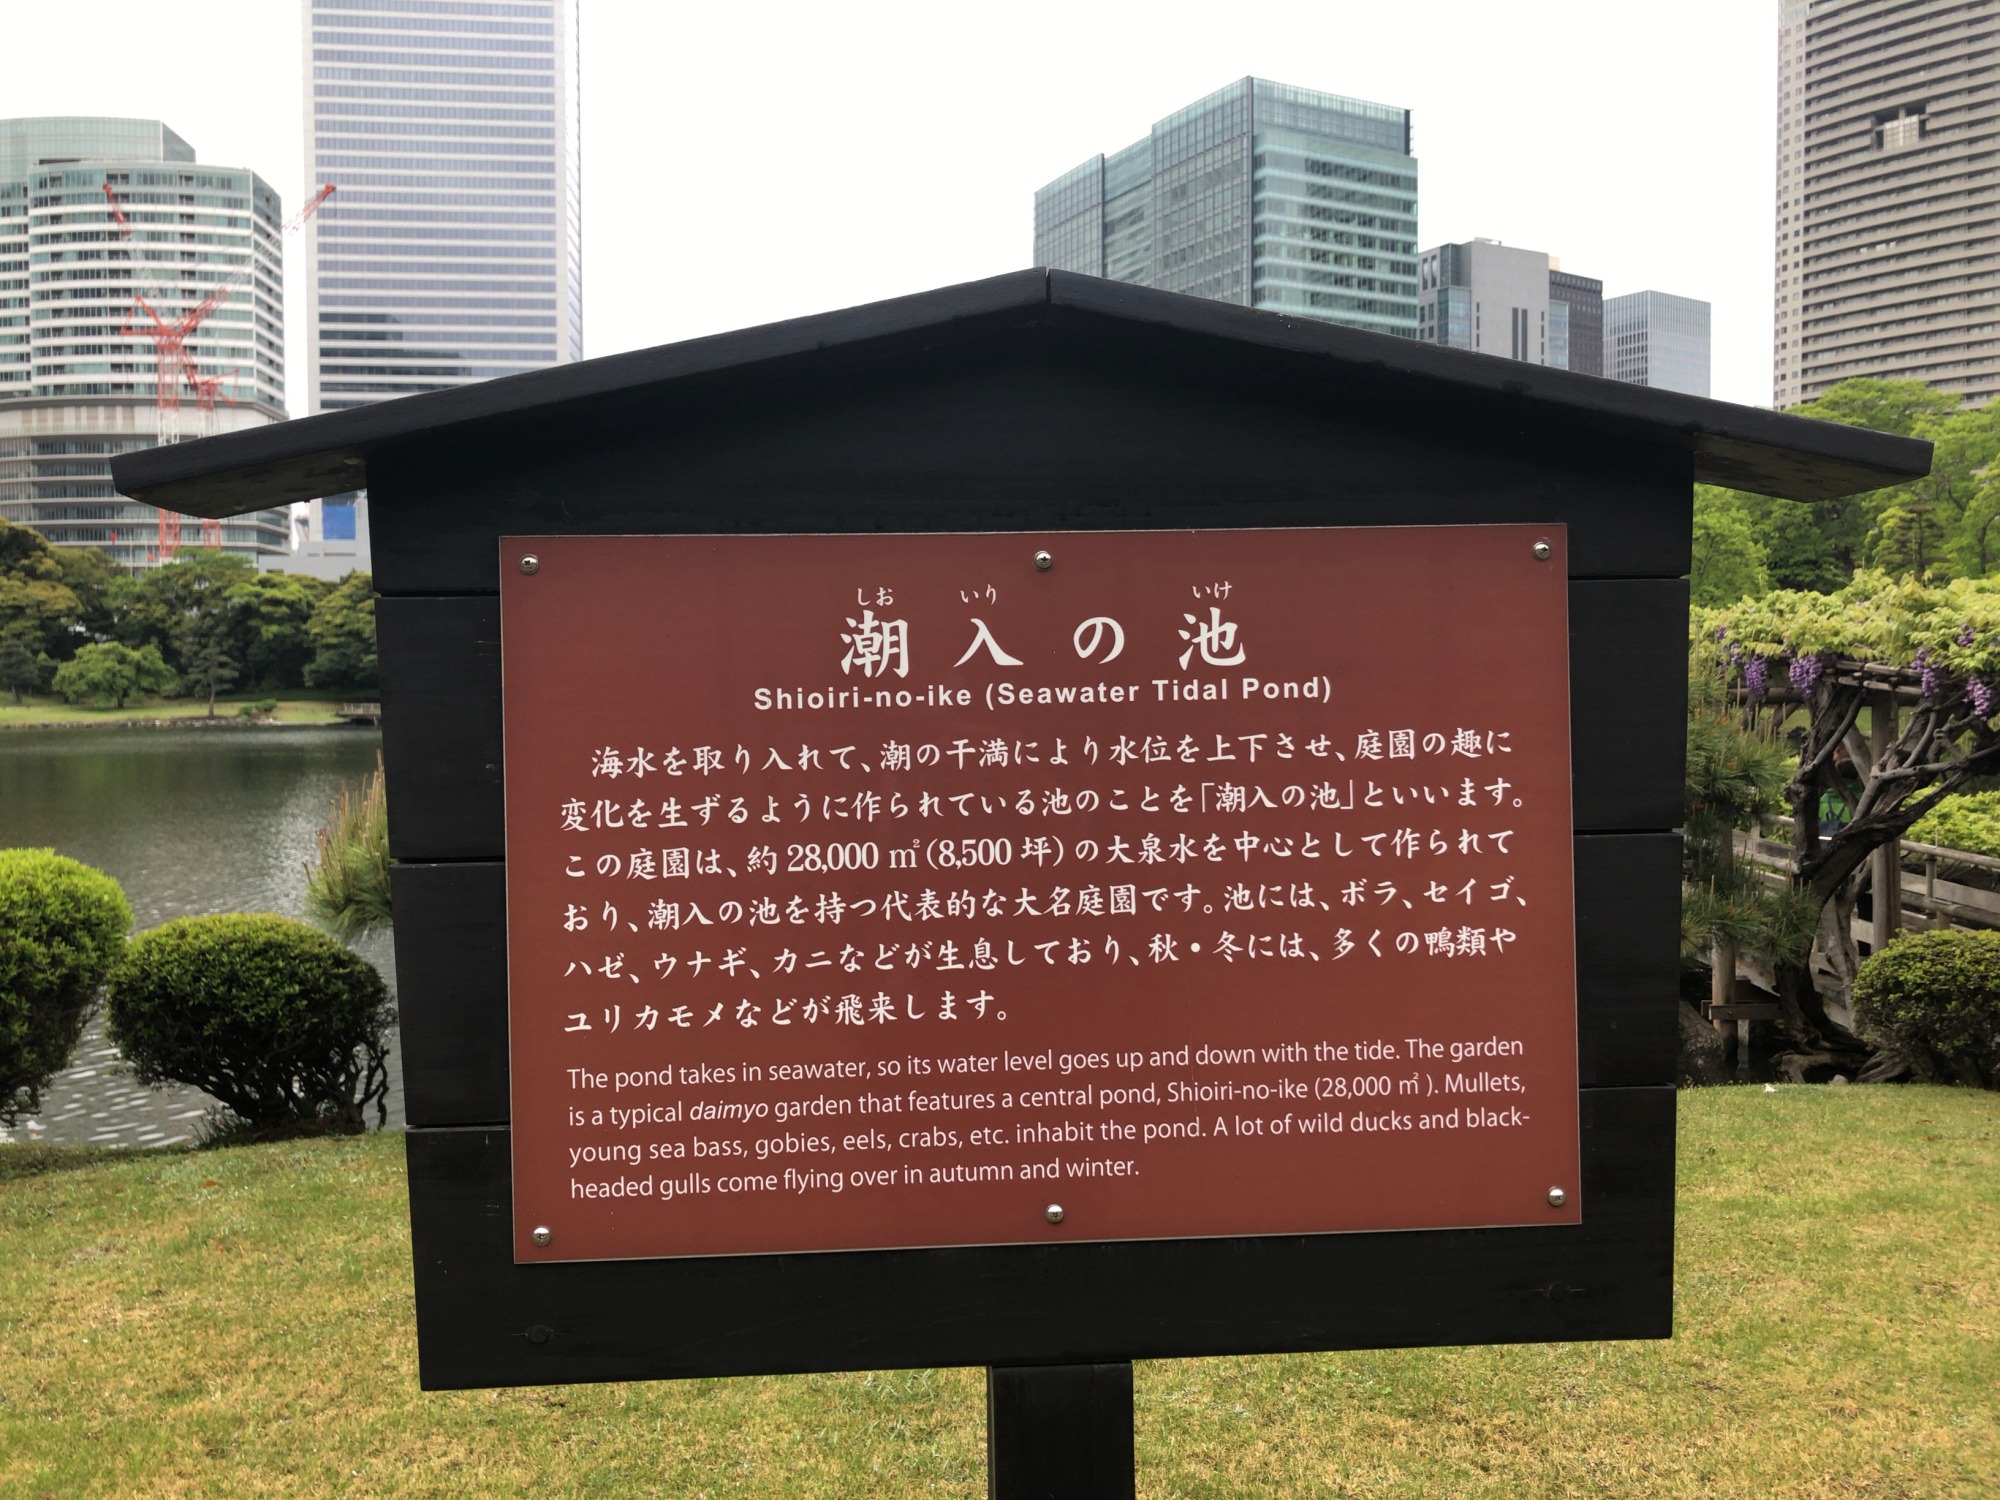 しお いり いけ
潮入の池
Shioiri-no-ike (Seawater Tidal Pond)
海水を取り入れて、潮の干満により水位を上下させ、庭園の趣に
変化を生ずるように作られている池のことを「潮入の池」といいます。
この庭園は、約28,000㎡(8,500坪)の大泉水を中心として作られて
おり、潮入の池を持つ代表的な大名庭園です。池には、ボラ、セイゴ、
ハゼ、ウナギ、カニなどが生息しており、秋・冬には、多くの鴨類や
ユリカモメなどが飛来します。
The pond takes in seawater, so its water level goes up and down with the tide. The garden
is a typical daimyo garden that features a central pond, Shioiri-no-ike (28,000 ㎡ ). Mullets,
young sea bass, gobies, eels, crabs, etc. inhabit the pond. A lot of wild ducks and black-
headed gulls come flying over in autumn and winter.